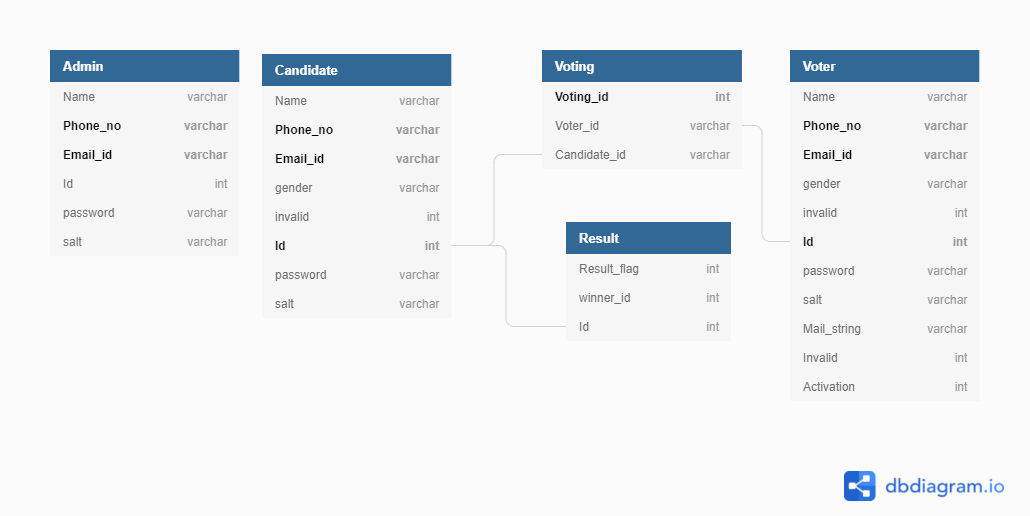 Admin
Name varchar
Phone_no varchar
Email_id varchar
Id int
password varchar
salt varchar
Candidate
Name varchar
Phone_no varchar
Email_id varchar
gender varchar
invalid int
Id int
password varchar
salt varchar
Voting
Voting_id int
Voter_id varchar
Candidate_id varchar
Result
Result_flag int
winner_id int
Id int
Voter
Name varchar
Phone_no varchar
Email_id varchar
gender varchar
invalid int
Id int
password varchar
salt varchar
Mail_string varchar
Invalid int
Activation int
dbdiagram.io